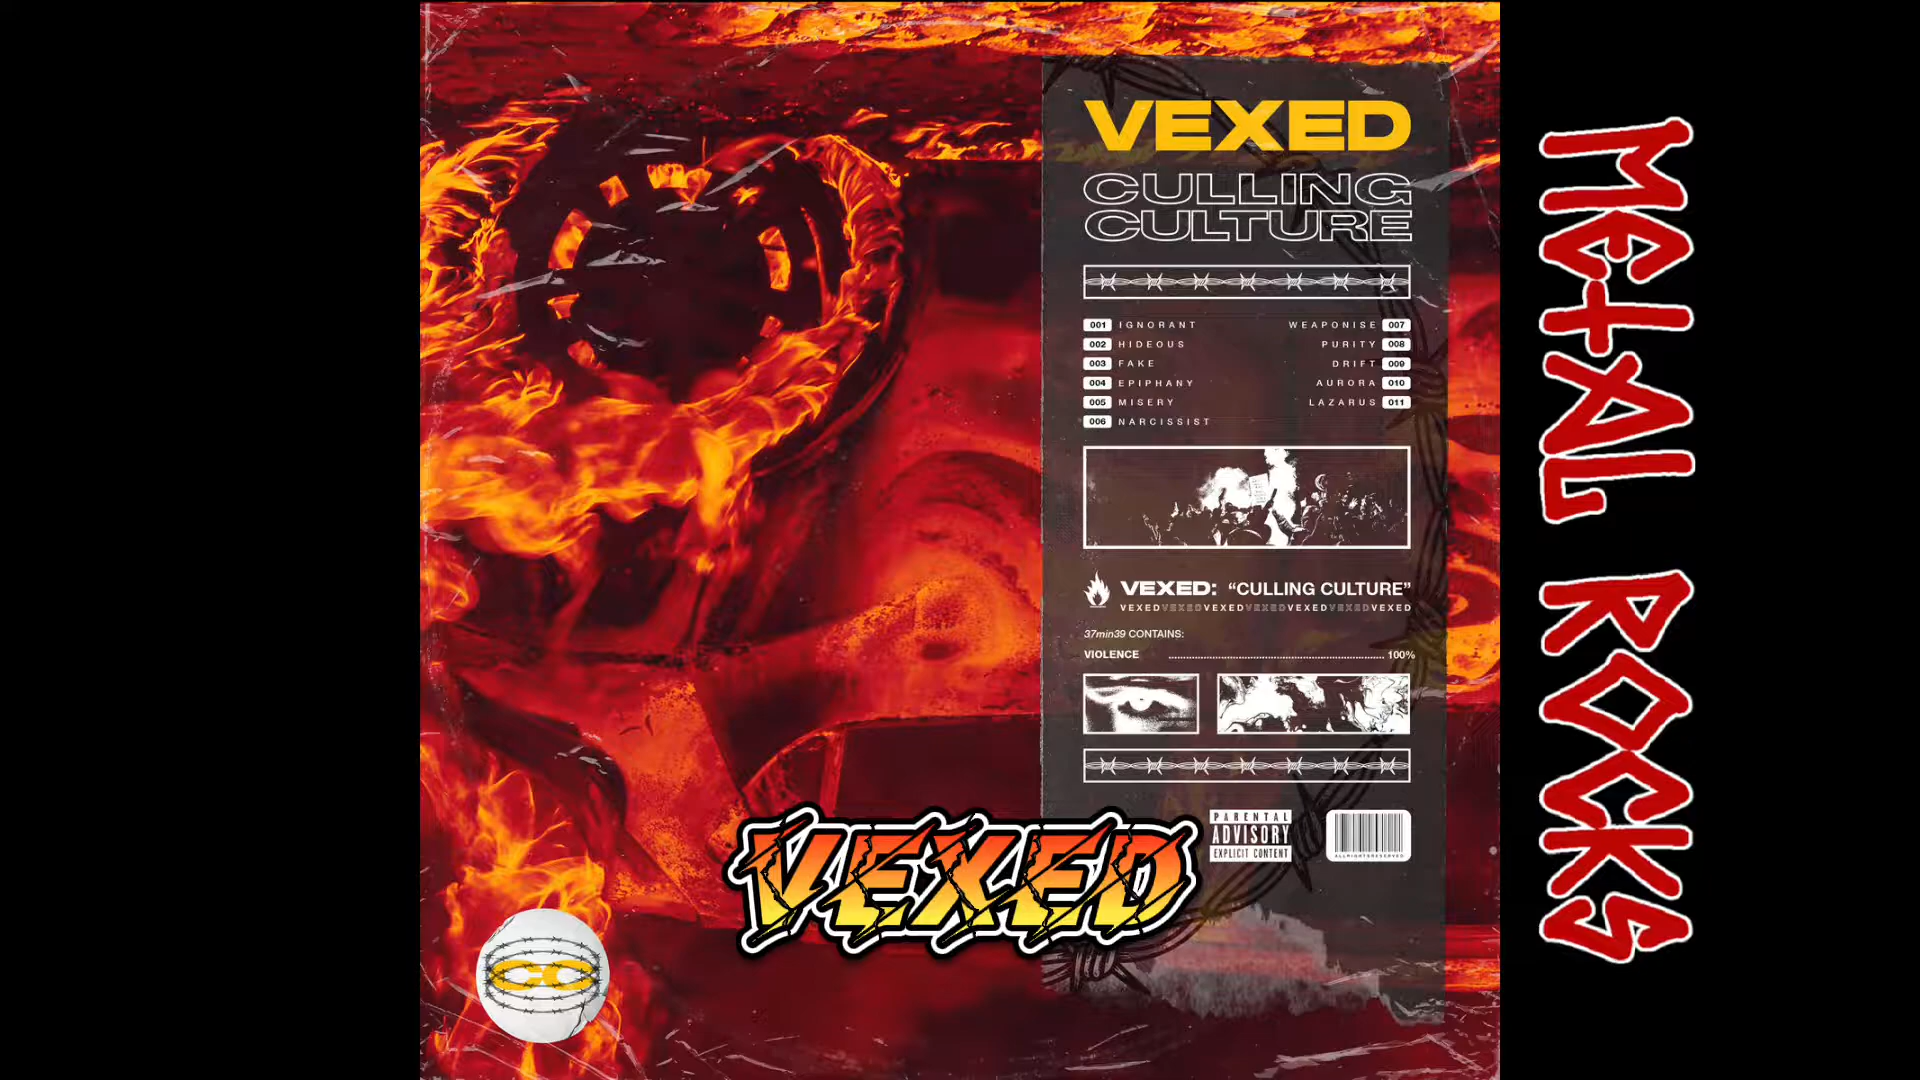 VEXED
CULLING
CULTURE
001 IGNORANT
002 HIDEOUS
003 FAKE
004 EPIPHANY
005 MISERY
006 NARCISSIST
WEAPONISE 007
PURITY 008
DRIFT 009
AURORA 010
LAZARUS 011
VEXED: “CULLING CULTURE”
VEXEDVEXEDVEXEDVEXEDVEXEDVEXEDVEXED
37min39 CONTAINS:
VIOLENCE 100%
PARENTAL
ADVISORY
EXPLICIT CONTENT
ALLRIGHTSRESERVED
VEXED
CC
METAL ROCKS